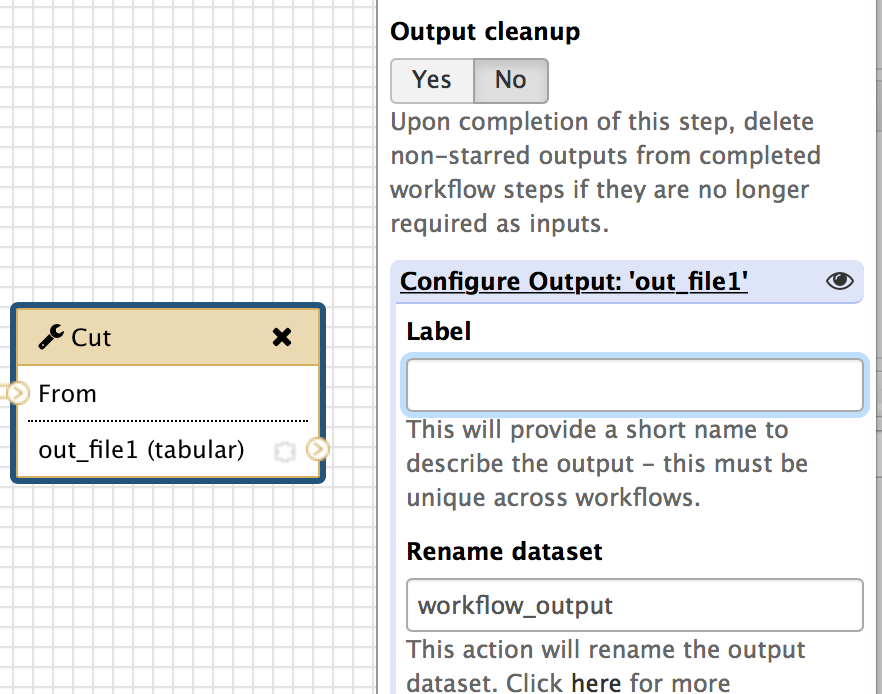 Output cleanup
Yes No
Upon completion of this step, delete
non-starred outputs from completed
workflow steps if they are no longer
required as inputs.
Configure Output: 'out_file1'
Label
This will provide a short name to
describe the output – this must be
unique across workflows.
Rename dataset
workflow_output
This action will rename the output
dataset. Click here for more
Cut
From
out_file1 (tabular)